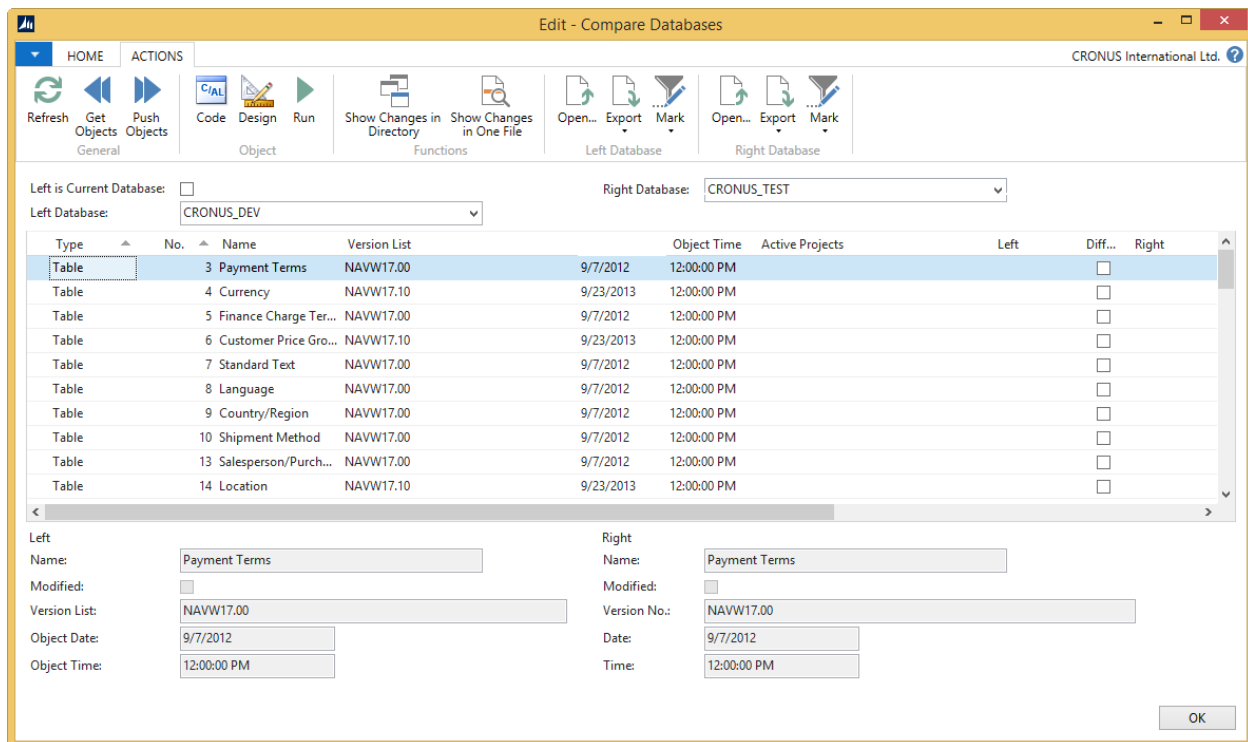 Edit - Compare Databases
HOME ACTIONS CRONUS International Ltd.
Refresh Get Objects Push Objects Code Design Run Show Changes in Directory Show Changes in One File Open... Export Mark Open... Export Mark
General Object Functions Left Database Right Database
Left is Current Database: Right Database: CRONUS_TEST
Left Database: CRONUS_DEV
Type No. Name Version List Object Time Active Projects Left Diff... Right
Table 3 Payment Terms NAVW17.00 9/7/2012 12:00:00 PM
Table 4 Currency NAVW17.10 9/23/2013 12:00:00 PM
Table 5 Finance Charge Ter... NAVW17.00 9/7/2012 12:00:00 PM
Table 6 Customer Price Gro... NAVW17.10 9/23/2013 12:00:00 PM
Table 7 Standard Text NAVW17.00 9/7/2012 12:00:00 PM
Table 8 Language NAVW17.00 9/7/2012 12:00:00 PM
Table 9 Country/Region NAVW17.00 9/7/2012 12:00:00 PM
Table 10 Shipment Method NAVW17.00 9/7/2012 12:00:00 PM
Table 13 Salesperson/Purch... NAVW17.00 9/7/2012 12:00:00 PM
Table 14 Location NAVW17.10 9/23/2013 12:00:00 PM
Left Right
Name: Payment Terms Name: Payment Terms
Modified: Modified:
Version List: NAVW17.00 Version No.: NAVW17.00
Object Date: 9/7/2012 Date: 9/7/2012
Object Time: 12:00:00 PM Time: 12:00:00 PM
OK